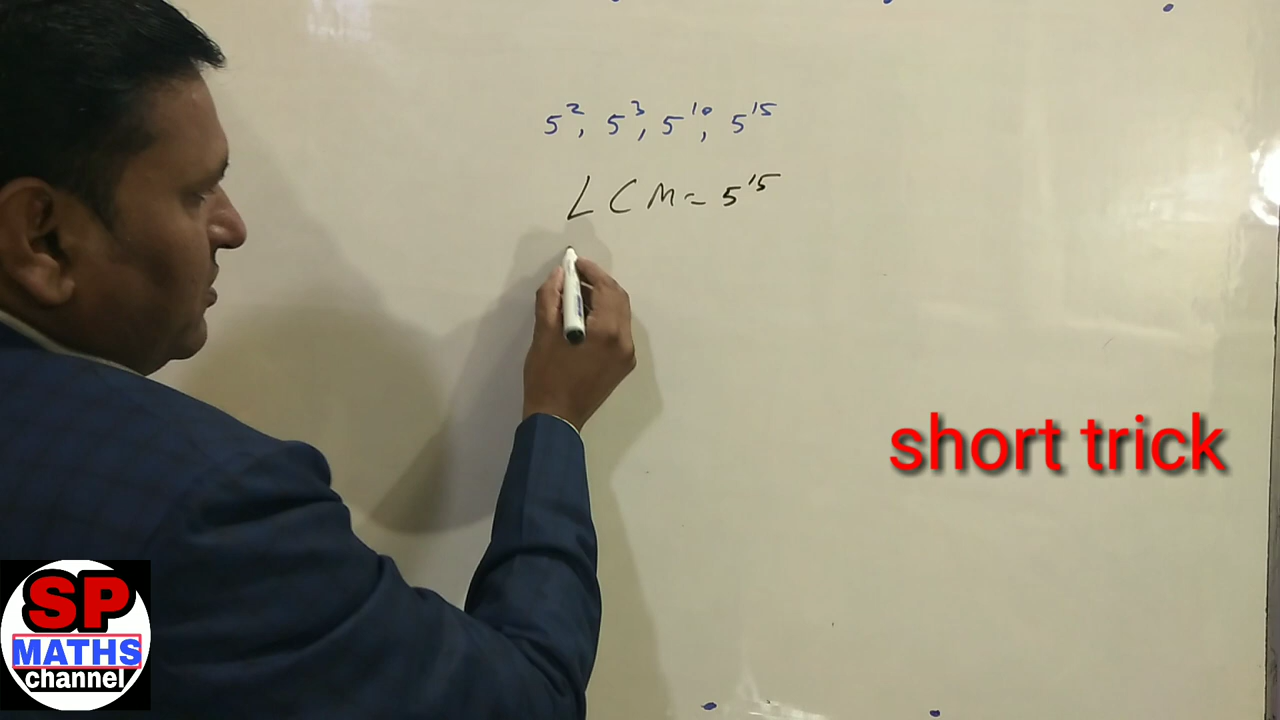 5², 5³, 5¹⁰, 5¹⁵
LCM = 5¹⁵
short trick
SP
MATHS
channel